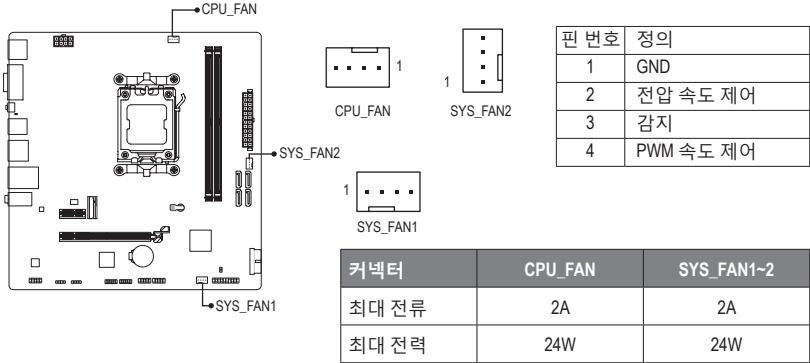 CPU_FAN
SYS_FAN2
SYS_FAN1
1
CPU_FAN
1
SYS_FAN2
1
SYS_FAN1
핀 번호 정의
1 GND
2 전압 속도 제어
3 감지
4 PWM 속도 제어
커넥터 CPU_FAN SYS_FAN1~2
최대 전류 2A 2A
최대 전력 24W 24W